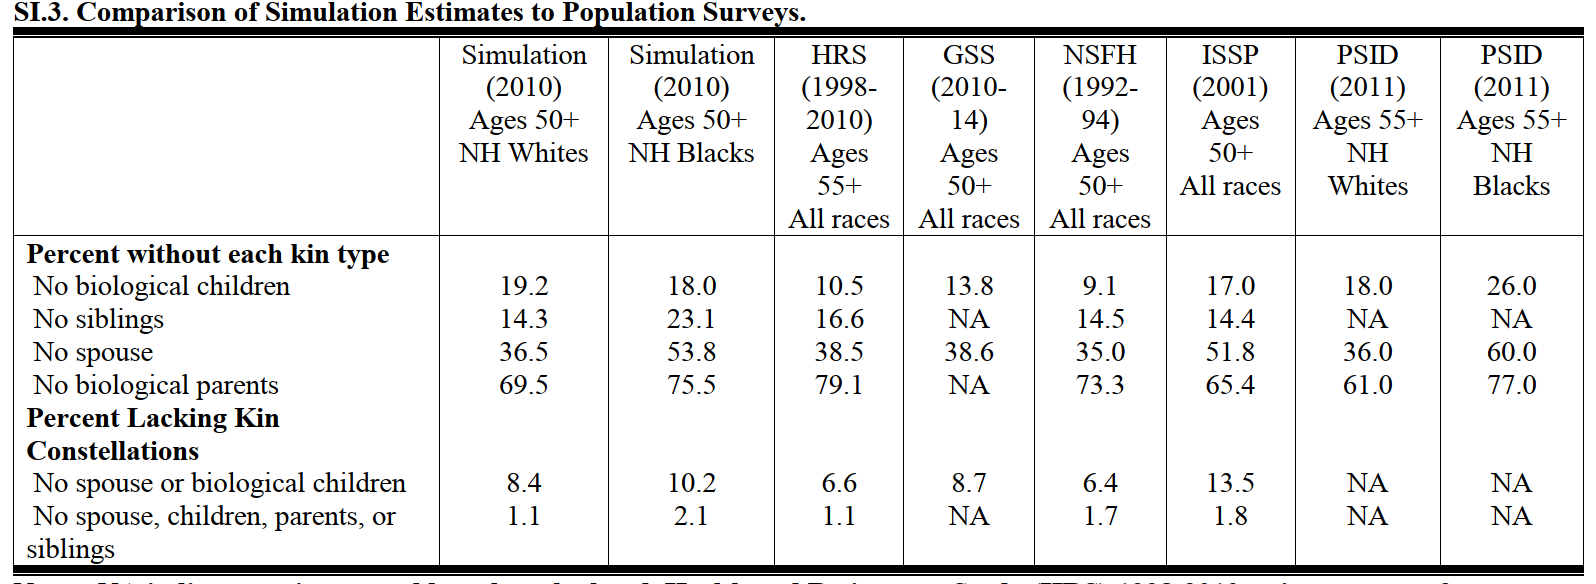 SI.3. Comparison of Simulation Estimates to Population Surveys.
Simulation (2010) Ages 50+ NH Whites
Simulation (2010) Ages 50+ NH Blacks
HRS (1998-2010) Ages 55+ All races
GSS (2010-14) Ages 50+ All races
NSFH (1992-94) Ages 50+ All races
ISSP (2001) Ages 50+ All races
PSID (2011) Ages 55+ NH Whites
PSID (2011) Ages 55+ NH Blacks
Percent without each kin type
No biological children 19.2 18.0 10.5 13.8 9.1 17.0 18.0 26.0
No siblings 14.3 23.1 16.6 NA 14.5 14.4 NA NA
No spouse 36.5 53.8 38.5 38.6 35.0 51.8 36.0 60.0
No biological parents 69.5 75.5 79.1 NA 73.3 65.4 61.0 77.0
Percent Lacking Kin
Constellations
No spouse or biological children 8.4 10.2 6.6 8.7 6.4 13.5 NA NA
No spouse, children, parents, or 1.1 2.1 1.1 NA 1.7 1.8 NA NA
siblings